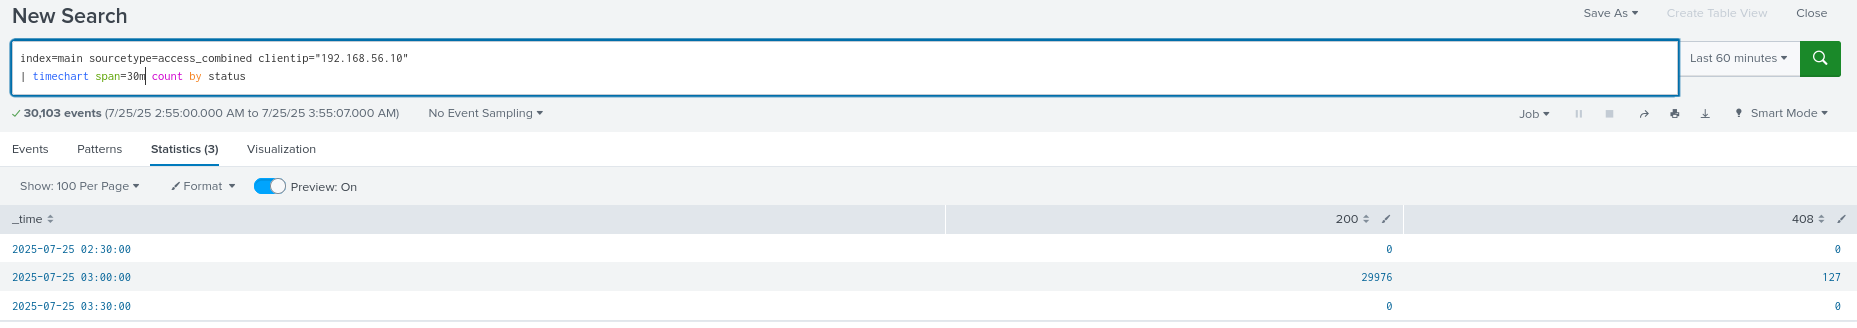 New Search
Save As Create Table View Close
index=main sourcetype=access_combined clientip="192.168.56.10"
| timechart span=30m count by status
Last 60 minutes
30,103 events (7/25/25 2:55:00.000 AM to 7/25/25 3:55:07.000 AM) No Event Sampling
Job Smart Mode
Events Patterns Statistics (3) Visualization
Show: 100 Per Page Format Preview: On
_time 200 408
2025-07-25 02:30:00 0 0
2025-07-25 03:00:00 29976 127
2025-07-25 03:30:00 0 0